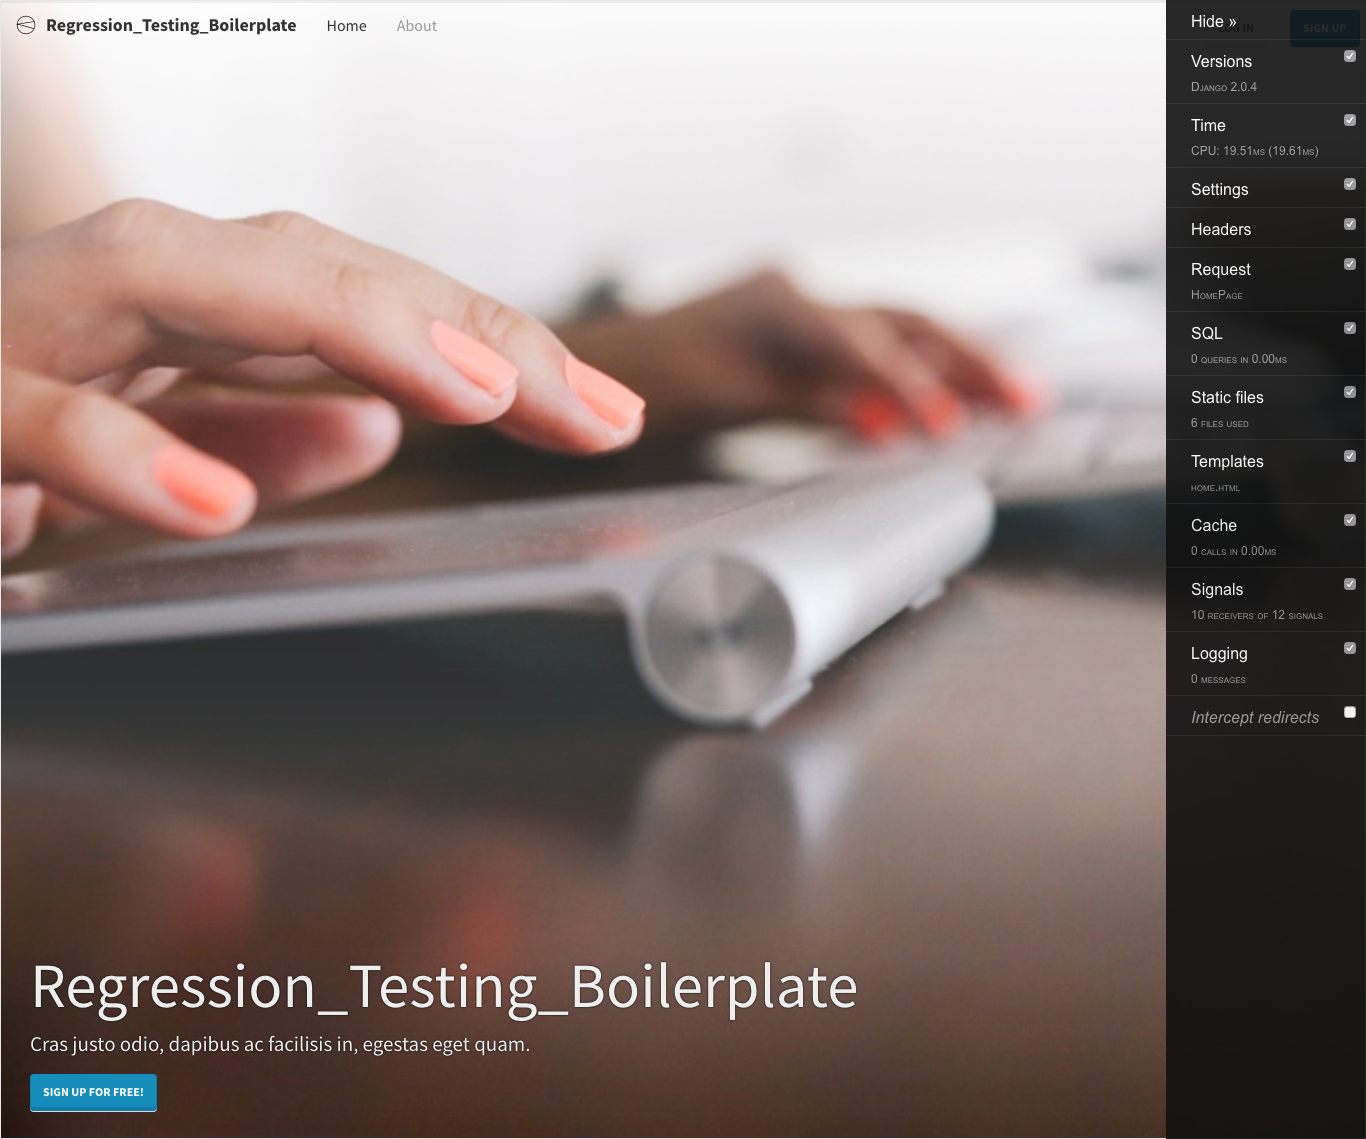 Regression_Testing_Boilerplate Home About
LOG IN SIGN UP
Hide »
Versions
Django 2.0.4
Time
CPU: 19.51ms (19.61ms)
Settings
Headers
Request
HomePage
SQL
0 queries in 0.00ms
Static files
6 files used
Templates
home.html
Cache
0 calls in 0.00ms
Signals
10 receivers of 12 signals
Logging
0 messages
Intercept redirects
Regression_Testing_Boilerplate
Cras justo odio, dapibus ac facilisis in, egestas eget quam.
SIGN UP FOR FREE!